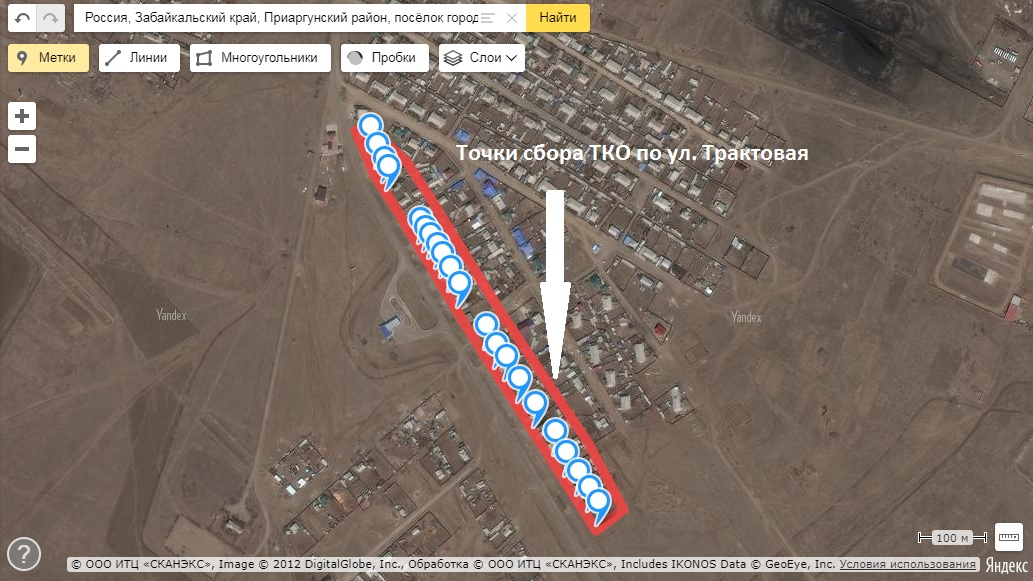 Россия, Забайкальский край, Приаргунский район, посёлок город
Найти
Метки
Линии
Многоугольники
Пробки
Слои
Точки сбора ТКО по ул. Трактовая
Yandex
Yandex
100 м
?
© ООО ИТЦ «СКАНЭКС», Image © 2012 DigitalGlobe, Inc., Обработка © ООО ИТЦ «СКАНЭКС», Includes IKONOS Data © GeoEye, Inc. Условия использования
Яндекс